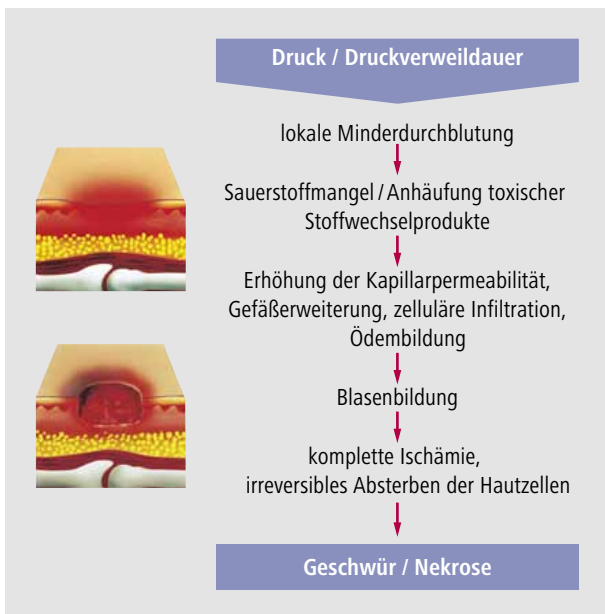 Druck / Druckverweildauer
lokale Minderdurchblutung
Sauerstoffmangel / Anhäufung toxischer
Stoffwechselprodukte
Erhöhung der Kapillarpermeabilität,
Gefäßerweiterung, zelluläre Infiltration,
Ödembildung
Blasenbildung
komplette Ischämie,
irreversibles Absterben der Hautzellen
Geschwür / Nekrose